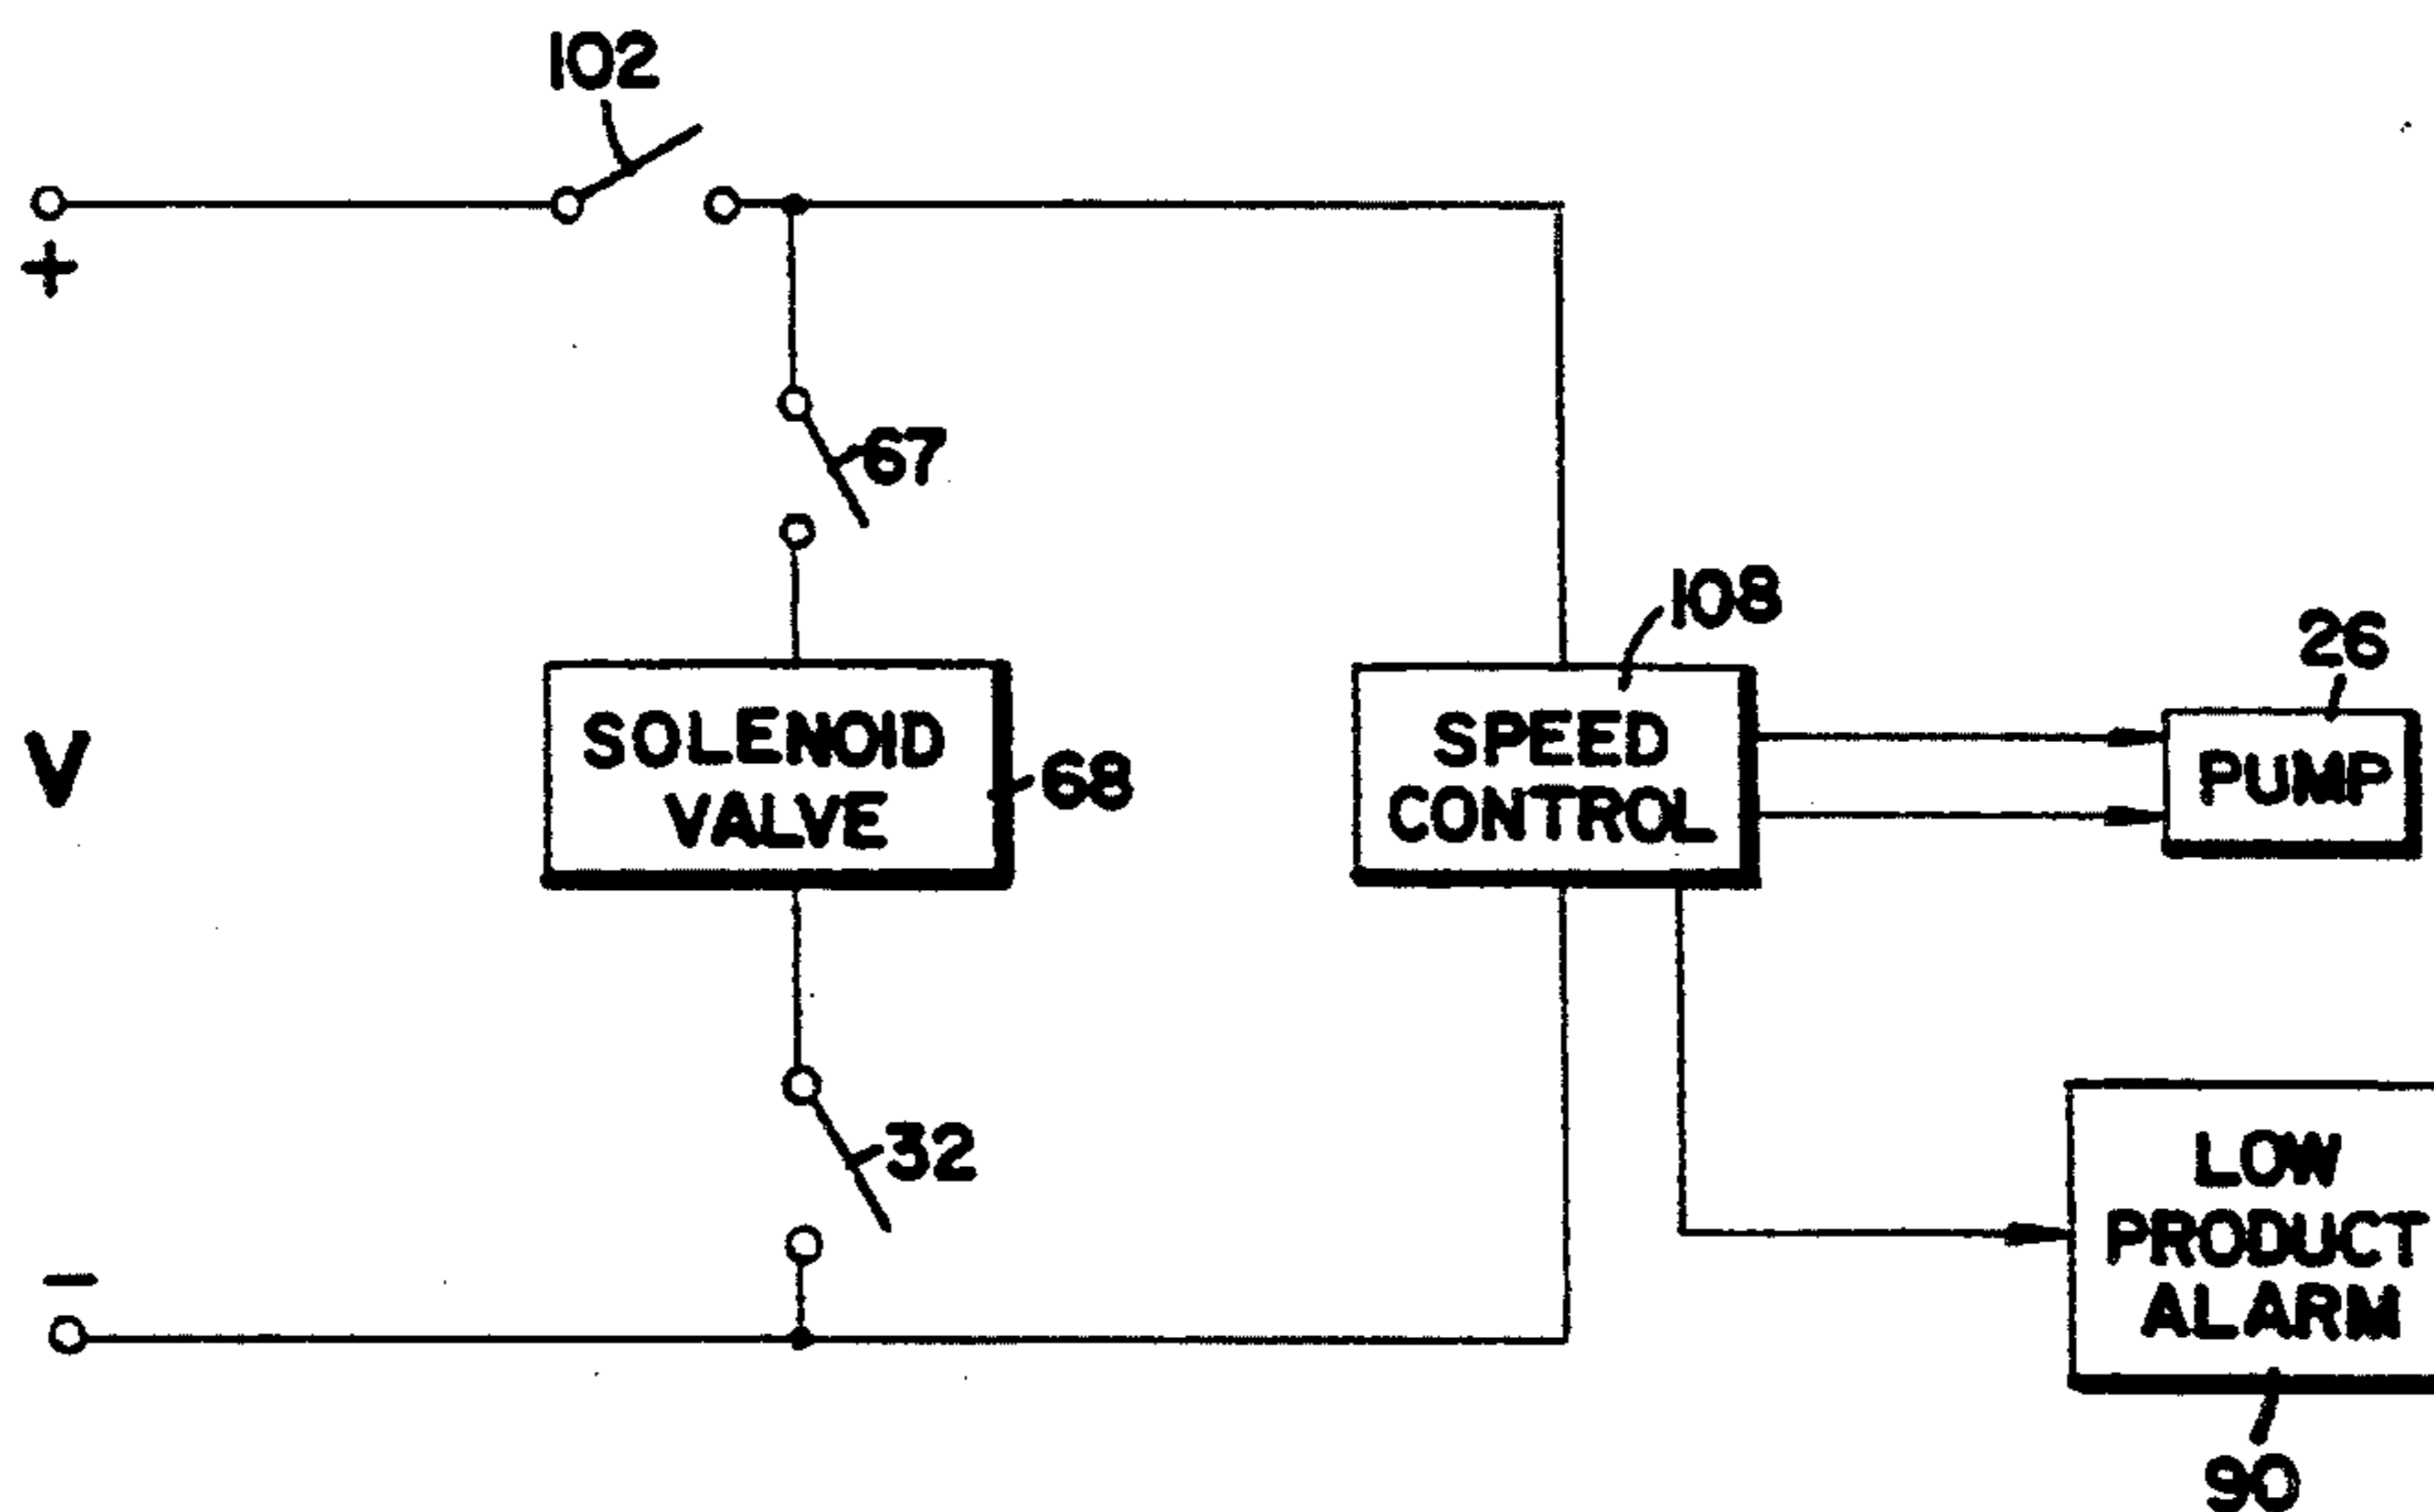 102
+
67
108
26
SOLENOID
VALVE
68
SPEED
CONTROL
PUMP
V
32
LOW
PRODUCT
ALARM
−
90